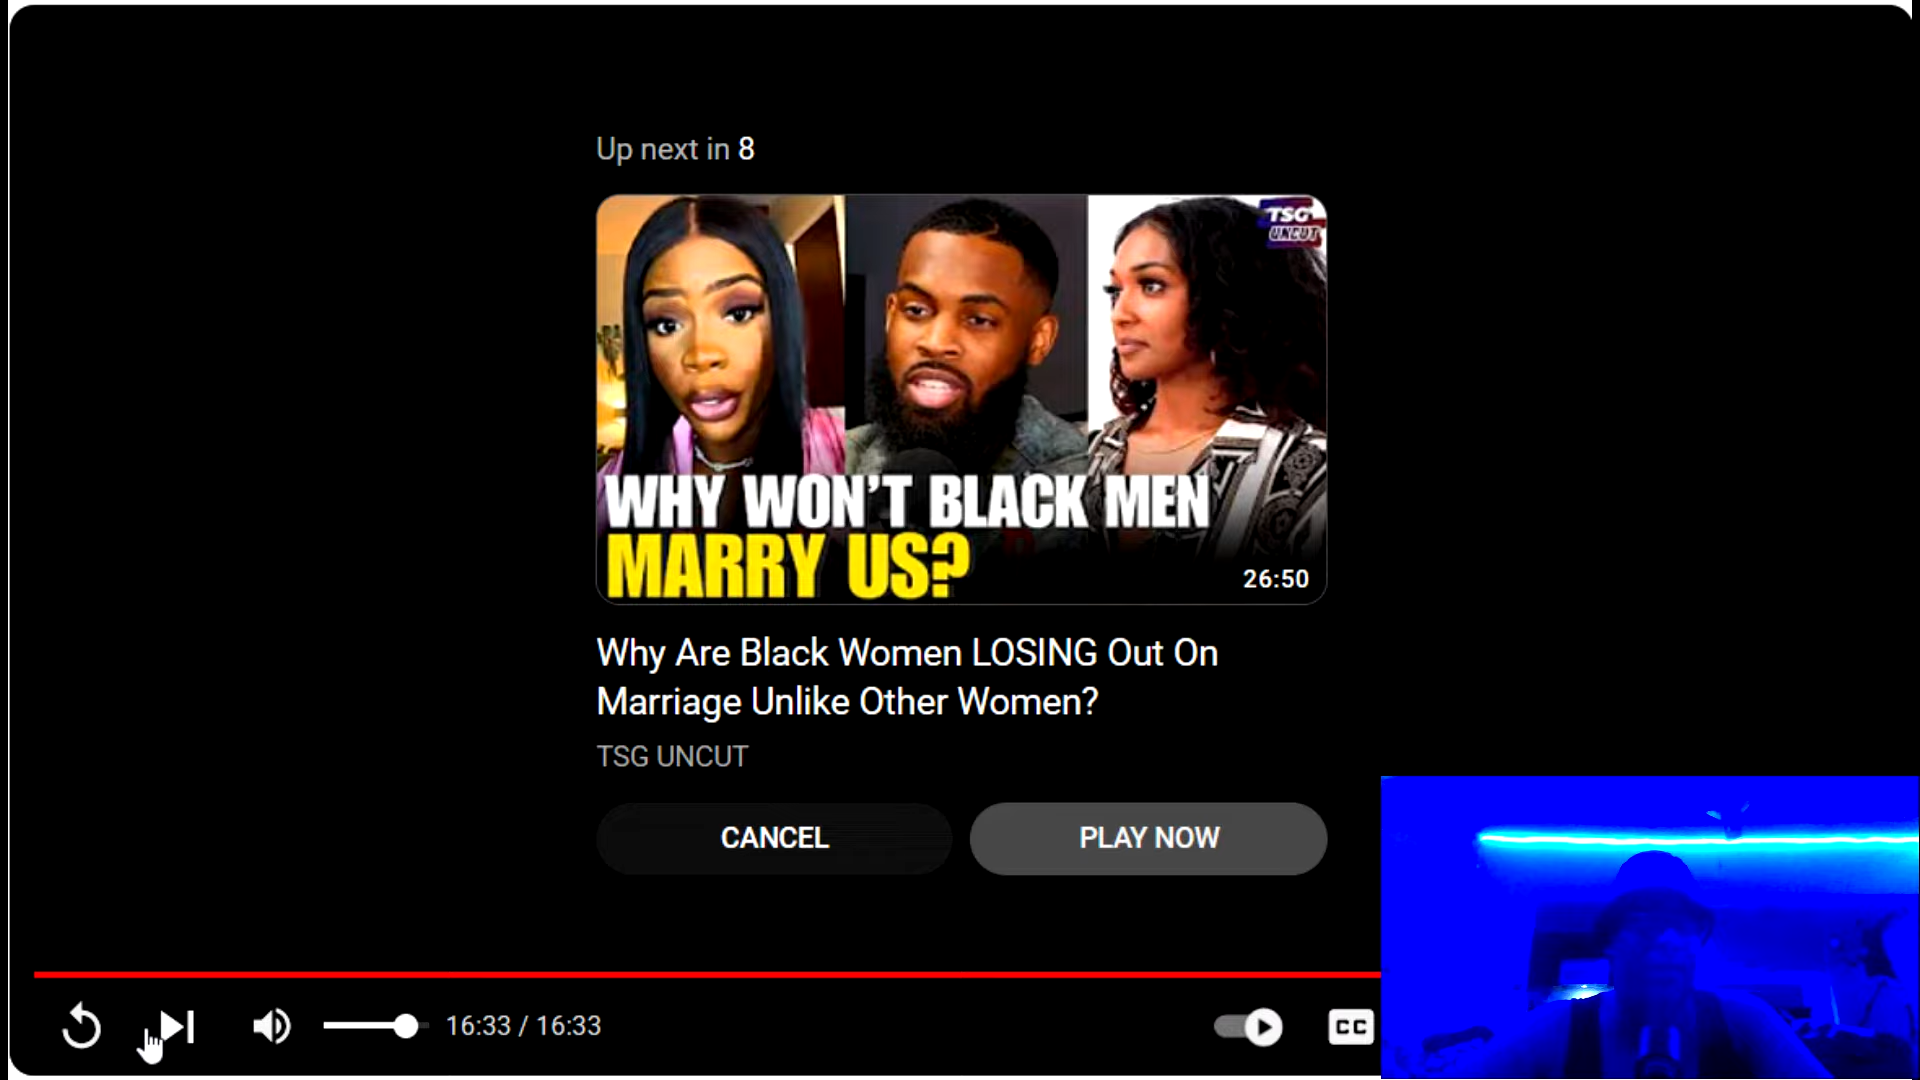 Up next in 8
TSG
UNCUT
WHY WON'T BLACK MEN
MARRY US?
26:50
Why Are Black Women LOSING Out On
Marriage Unlike Other Women?
TSG UNCUT
CANCEL
PLAY NOW
16:33 / 16:33
CC